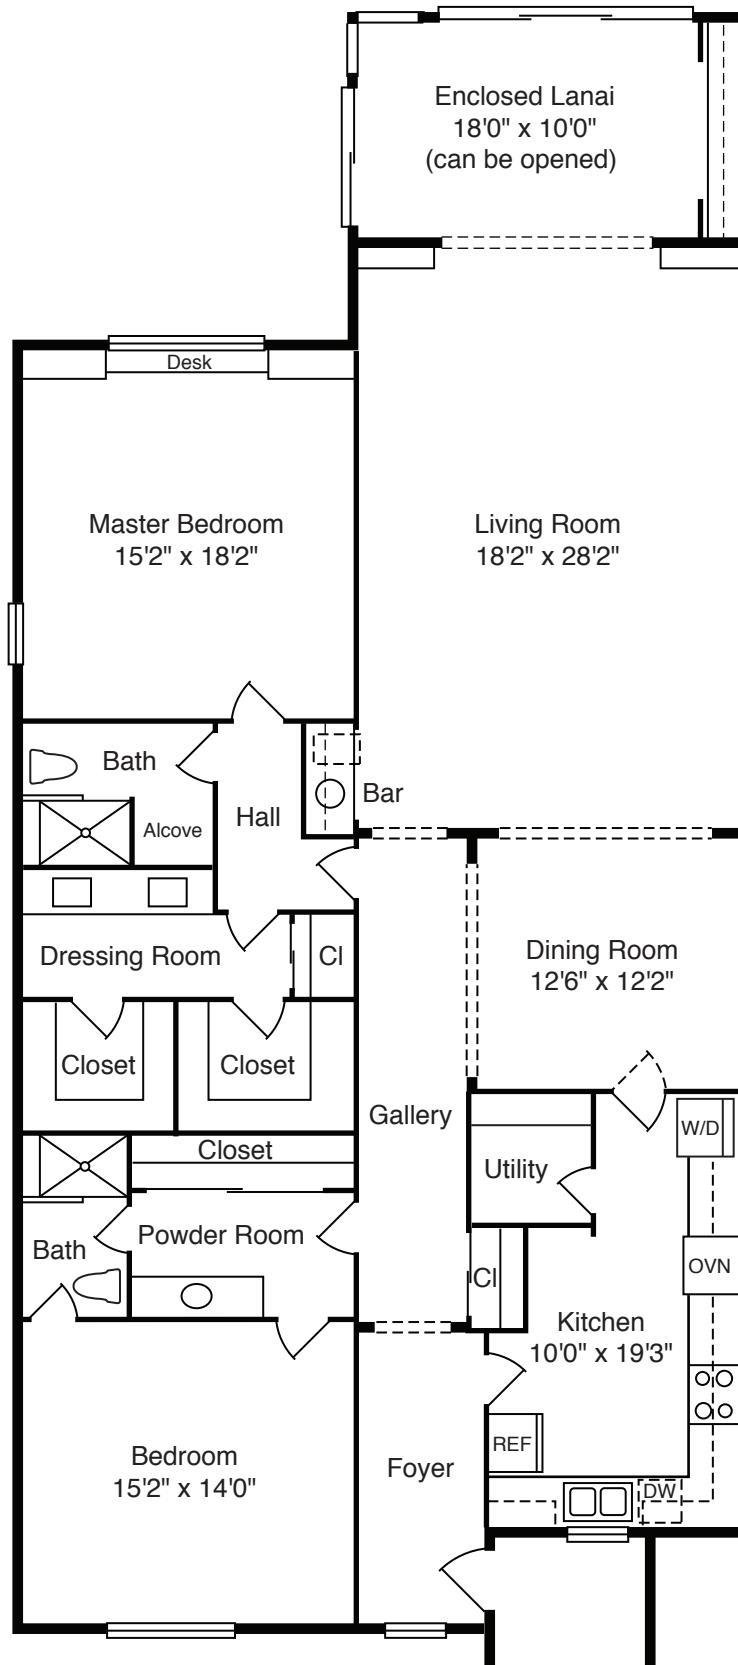 Enclosed Lanai
18'0" x 10'0"
(can be opened)
Desk
Master Bedroom
15'2" x 18'2"
Living Room
18'2" x 28'2"
Bath
Alcove
Hall
Bar
Dressing Room
Cl
Dining Room
12'6" x 12'2"
Closet
Closet
Gallery
W/D
Closet
Utility
Powder Room
Bath
OVN
Cl
Kitchen
10'0" x 19'3"
REF
Bedroom
15'2" x 14'0"
Foyer
DW